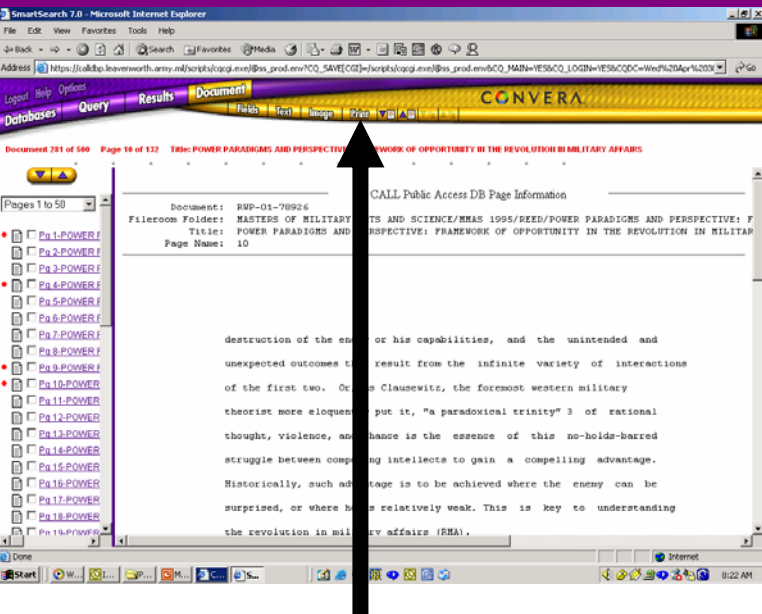 SmartSearch 7.0 - Microsoft Internet Explorer
File Edit View Favorites Tools Help
Back Search Favorites Media
Address https://calldbp.leavenworth.army.mil/scripts/cqcgi.exe/@ss_prod.env?CQ_SAVE[CGI]=/scripts/cqcgi.exe/@ss_prod.env&CQ_MAIN=YES&CQ_LOGIN=YES&CQDC=Wed%20Apr%203 Go
Logout Help Options
Databases Query Results Document
CONVERA
Fields Text Image Print
Document 281 of 500 Page 10 of 132 Title: POWER PARADIGMS AND PERSPECTIVE WORK OF OPPORTUNITY IN THE REVOLUTION IN MILITARY AFFAIRS
CALL Public Access DB Page Information
Document: RWP-01-78926
Fileroom Folder: MASTERS OF MILITARY TS AND SCIENCE/MMAS 1995/REED/POWER PARADIGMS AND PERSPECTIVE: F
Title: POWER PARADIGMS AND RSPECTIVE: FRAMEWORK OF OPPORTUNITY IN THE REVOLUTION IN MILITAR
Page Name: 10
Pages 1 to 50
Pg 1-POWER P
Pg 2-POWER P
Pg 3-POWER P
Pg 4-POWER P
Pg 5-POWER P
Pg 6-POWER P
Pg 7-POWER P
Pg 8-POWER P
Pg 9-POWER P
Pg 10-POWER
Pg 11-POWER
Pg 12-POWER
Pg 13-POWER
Pg 14-POWER
Pg 15-POWER
Pg 16-POWER
Pg 17-POWER
Pg 18-POWER
Pg 19-POWER
destruction of the en or his capabilities, and the unintended and
unexpected outcomes th result from the infinite variety of interactions
of the first two. Or s Clausewitz, the foremost western military
theorist more eloquen put it, "a paradoxical trinity" 3 of rational
thought, violence, an hance is the essence of this no-holds-barred
struggle between comp ing intellects to gain a compelling advantage.
Historically, such ad tage is to be achieved where the enemy can be
surprised, or where h s relatively weak. This is key to understanding
the revolution in mil ry affairs (RMA).
Done Internet
Start W... I... P... M... C... S... 8:22 AM